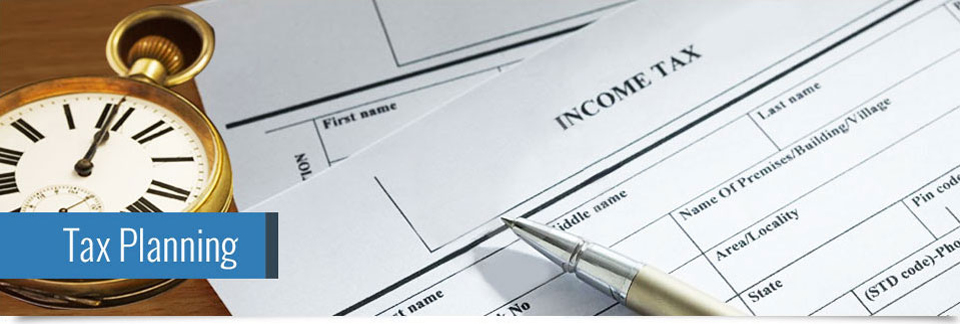 First name
INCOME TAX
Last name
Middle name
Name Of Premises/Building/Village
Area/Locality
Pin code
State
(STD code)-Pho
Tax Planning
st name
No